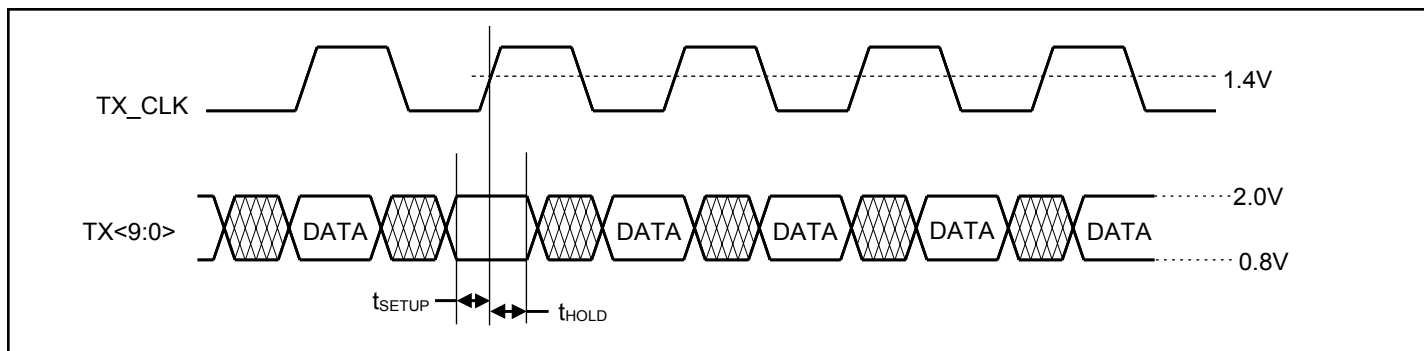 TX_CLK
1.4V
2.0V
TX<9:0>
DATA DATA DATA DATA DATA
0.8V
tSETUP
tHOLD